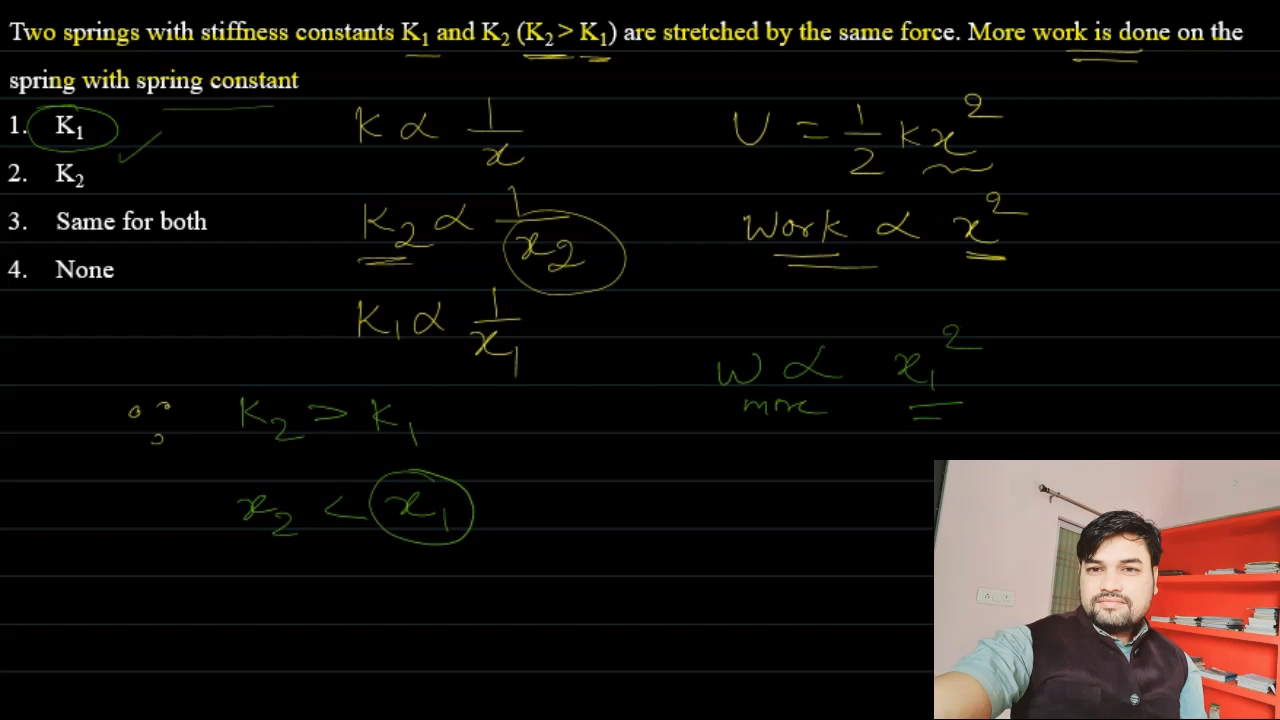 Two springs with stiffness constants K₁ and K₂ (K₂ > K₁) are stretched by the same force. More work is done on the
spring with spring constant
1. K₁
2. K₂
3. Same for both
4. None
K ∝ 1/x
K₂ ∝ 1/x₂
K₁ ∝ 1/x₁
∵ K₂ > K₁
x₂ < x₁
U = 1/2 Kx²
Work ∝ x²
W ∝ x₁²
more